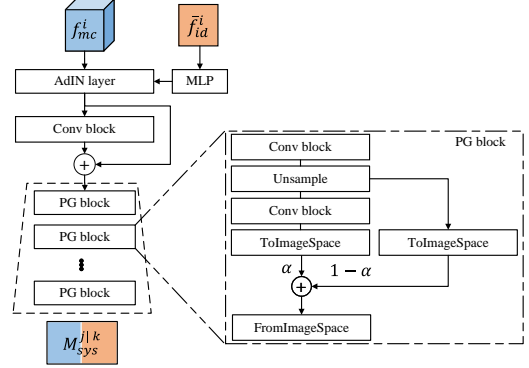 f^i_{mc}
f̄^i_{id}
AdIN layer
MLP
Conv block
+
PG block
PG block
PG block
M^{j|k}_{sys}
PG block
Conv block
Unsample
Conv block
ToImageSpace
ToImageSpace
α
1 − α
+
FromImageSpace